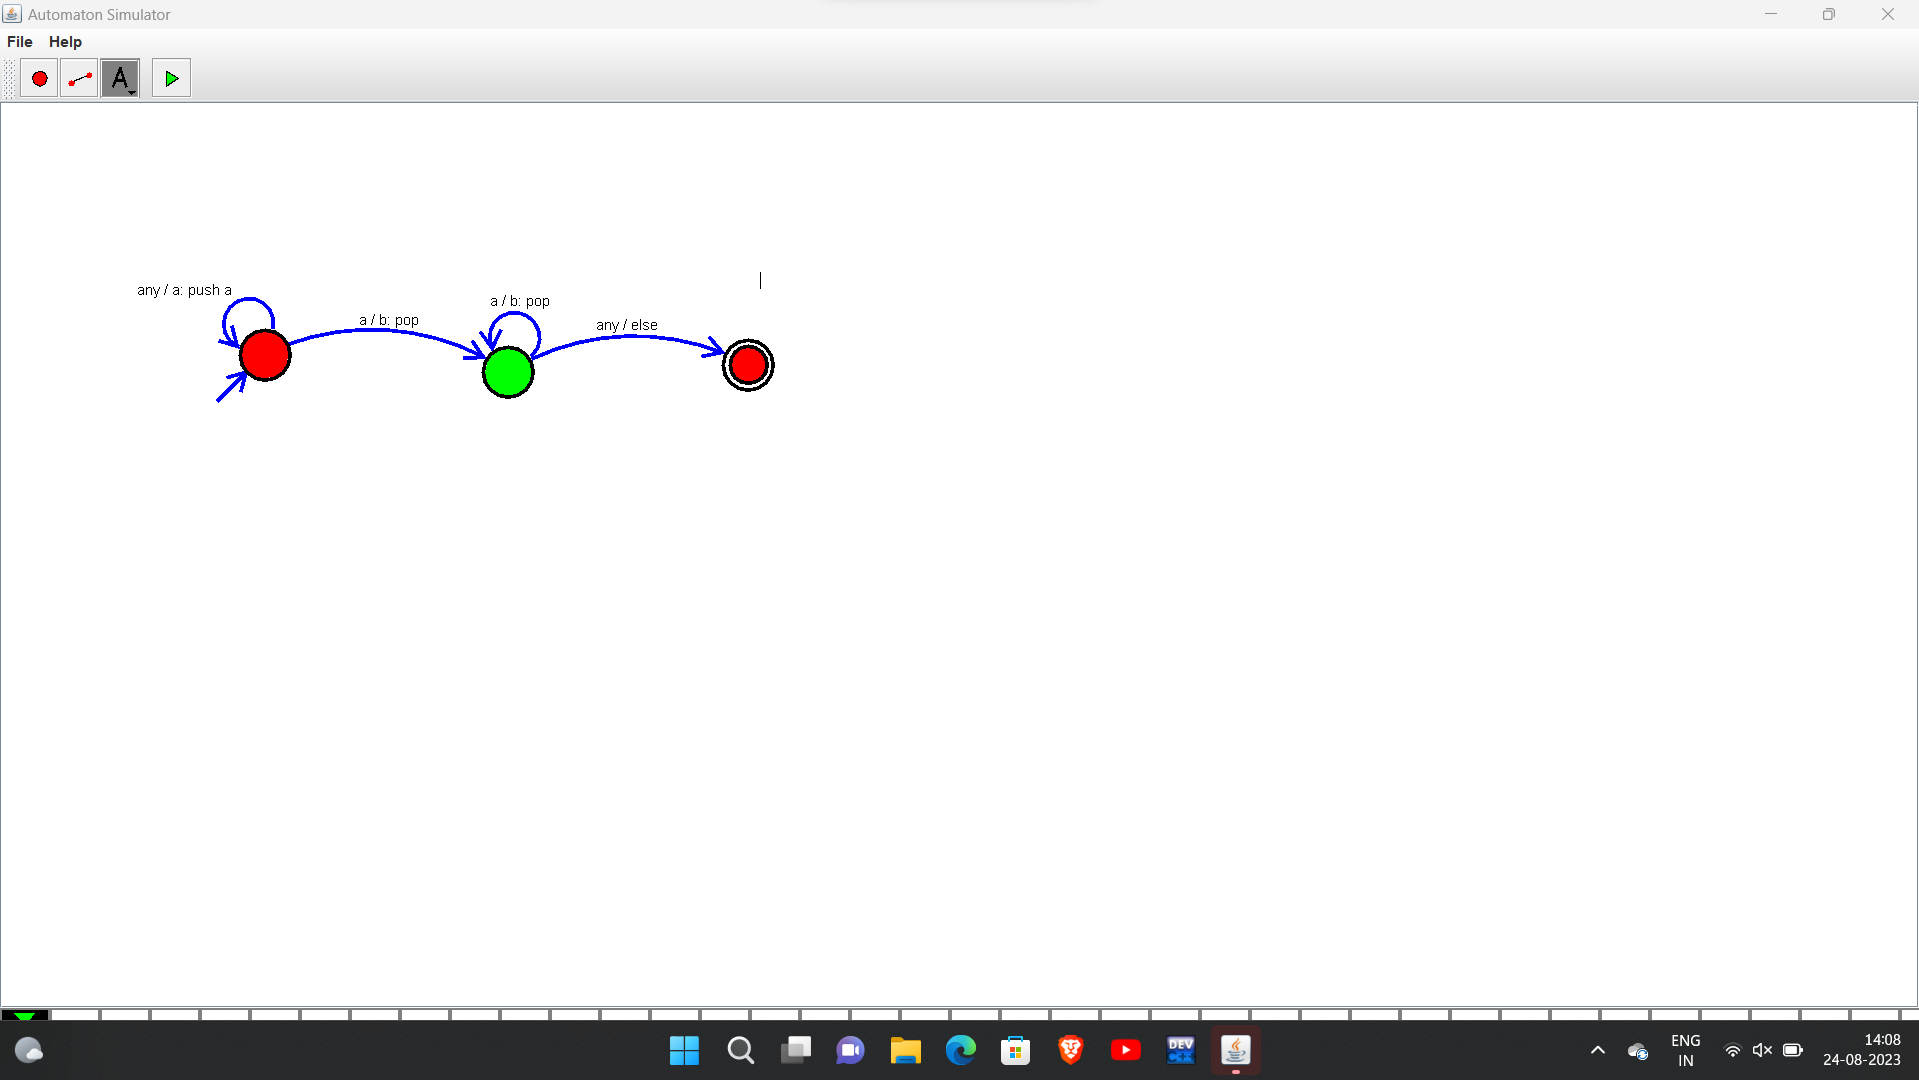 Automaton Simulator
File Help
A
any / a: push a
a / b: pop
a / b: pop
any / else
DEV
C++
ENG
IN
14:08
24-08-2023